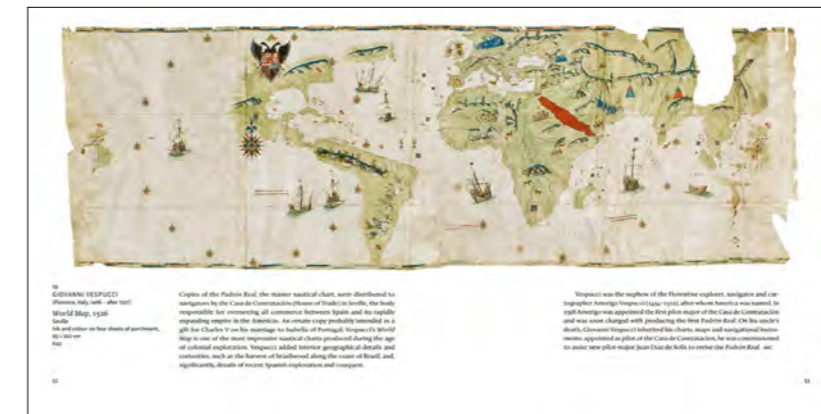 19
GIOVANNI VESPUCCI
(Florence, Italy, 1486 – after 1527)
World Map, 1526
Seville
Ink and colour on four sheets of parchment,
85 × 262 cm
K42
Copies of the Padrón Real, the master nautical chart, were distributed to
navigators by the Casa de Contratación (House of Trade) in Seville, the body
responsible for overseeing all commerce between Spain and its rapidly
expanding empire in the Americas. An ornate copy probably intended as a
gift for Charles V on his marriage to Isabella of Portugal, Vespucci's World
Map is one of the most impressive nautical charts produced during the age
of colonial exploration. Vespucci added interior geographical details and
curiosities, such as the harvest of brazilwood along the coast of Brazil, and,
significantly, details of recent Spanish exploration and conquest.
Vespucci was the nephew of the Florentine explorer, navigator and car-
tographer Amerigo Vespucci (1454–1512), after whom America was named. In
1508 Amerigo was appointed the first pilot major of the Casa de Contratación
and was soon charged with producing the first Padrón Real. On his uncle's
death, Giovanni Vespucci inherited his charts, maps and navigational instru-
ments; appointed as pilot of the Casa de Contratación, he was commissioned
to assist new pilot major Juan Díaz de Solís to revise the Padrón Real.
52
53